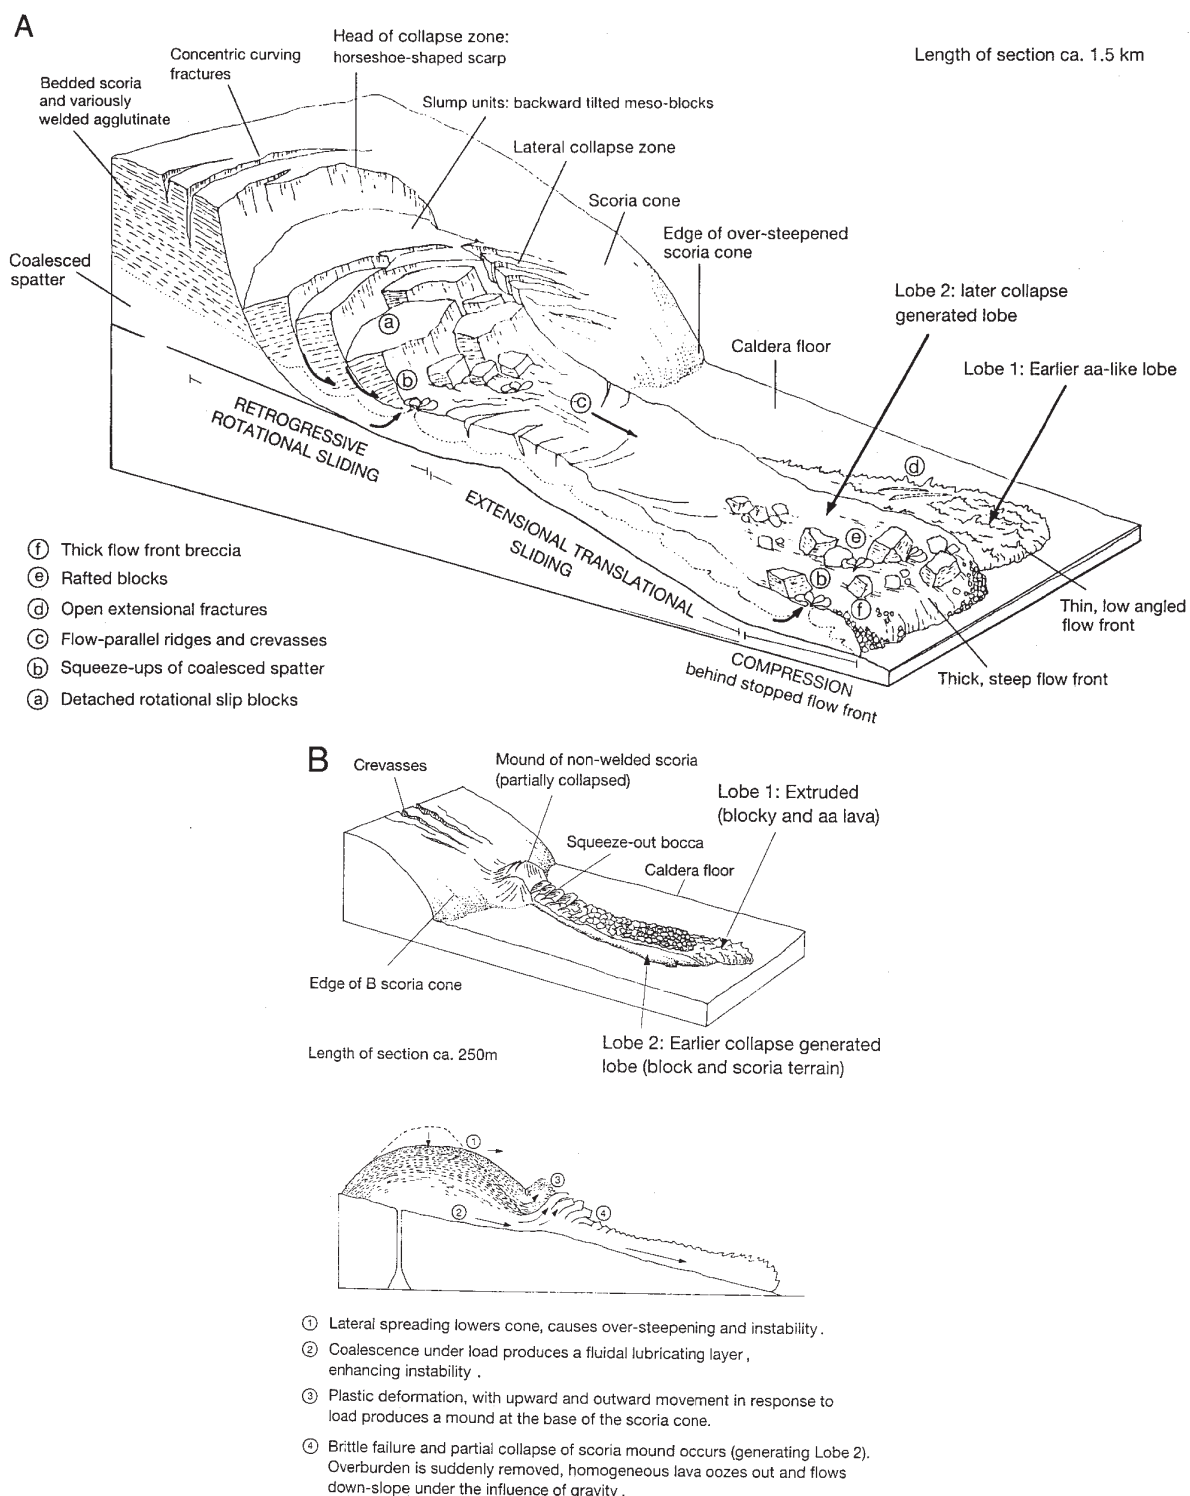 A
Head of collapse zone:
horseshoe-shaped scarp
Length of section ca. 1.5 km
Concentric curving
fractures
Bedded scoria
and variously
welded agglutinate
Slump units: backward tilted meso-blocks
Lateral collapse zone
Scoria cone
Edge of over-steepened
scoria cone
Coalesced
spatter
Lobe 2: later collapse
generated lobe
Caldera floor
Lobe 1: Earlier aa-like lobe
a
b
c
d
e
b
f
RETROGRESSIVE
ROTATIONAL SLIDING
EXTENSIONAL TRANSLATIONAL
SLIDING
COMPRESSION
behind stopped flow front
Thin, low angled
flow front
Thick, steep flow front
f Thick flow front breccia
e Rafted blocks
d Open extensional fractures
c Flow-parallel ridges and crevasses
b Squeeze-ups of coalesced spatter
a Detached rotational slip blocks
B
Crevasses
Mound of non-welded scoria
(partially collapsed)
Lobe 1: Extruded
(blocky and aa lava)
Squeeze-out bocca
Caldera floor
Edge of B scoria cone
Length of section ca. 250m
Lobe 2: Earlier collapse generated
lobe (block and scoria terrain)
1
2
3
4
1 Lateral spreading lowers cone, causes over-steepening and instability.
2 Coalescence under load produces a fluidal lubricating layer,
enhancing instability.
3 Plastic deformation, with upward and outward movement in response to
load produces a mound at the base of the scoria cone.
4 Brittle failure and partial collapse of scoria mound occurs (generating Lobe 2).
Overburden is suddenly removed, homogeneous lava oozes out and flows
down-slope under the influence of gravity.